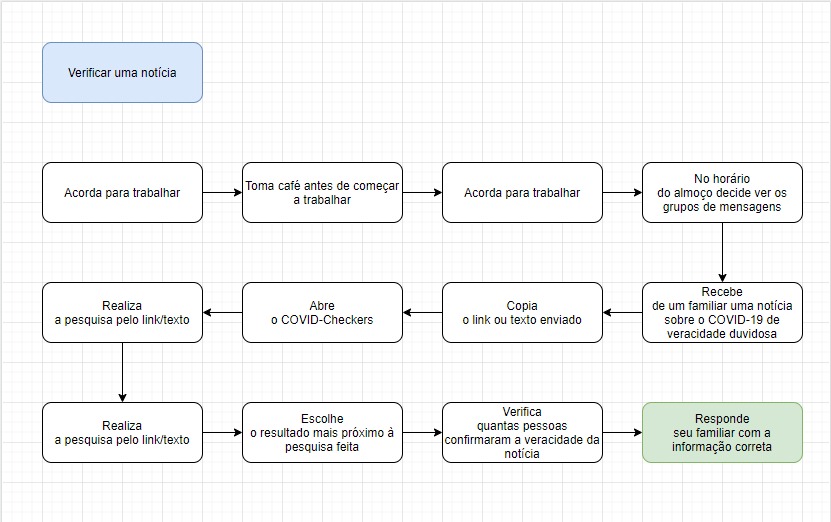 Verificar uma notícia
Acorda para trabalhar
Toma café antes de começar
a trabalhar
Acorda para trabalhar
No horário
do almoço decide ver os
grupos de mensagens
Realiza
a pesquisa pelo link/texto
Abre
o COVID-Checkers
Copia
o link ou texto enviado
Recebe
de um familiar uma notícia
sobre o COVID-19 de
veracidade duvidosa
Realiza
a pesquisa pelo link/texto
Escolhe
o resultado mais próximo à
pesquisa feita
Verifica
quantas pessoas
confirmaram a veracidade da
notícia
Responde
seu familiar com a
informação correta